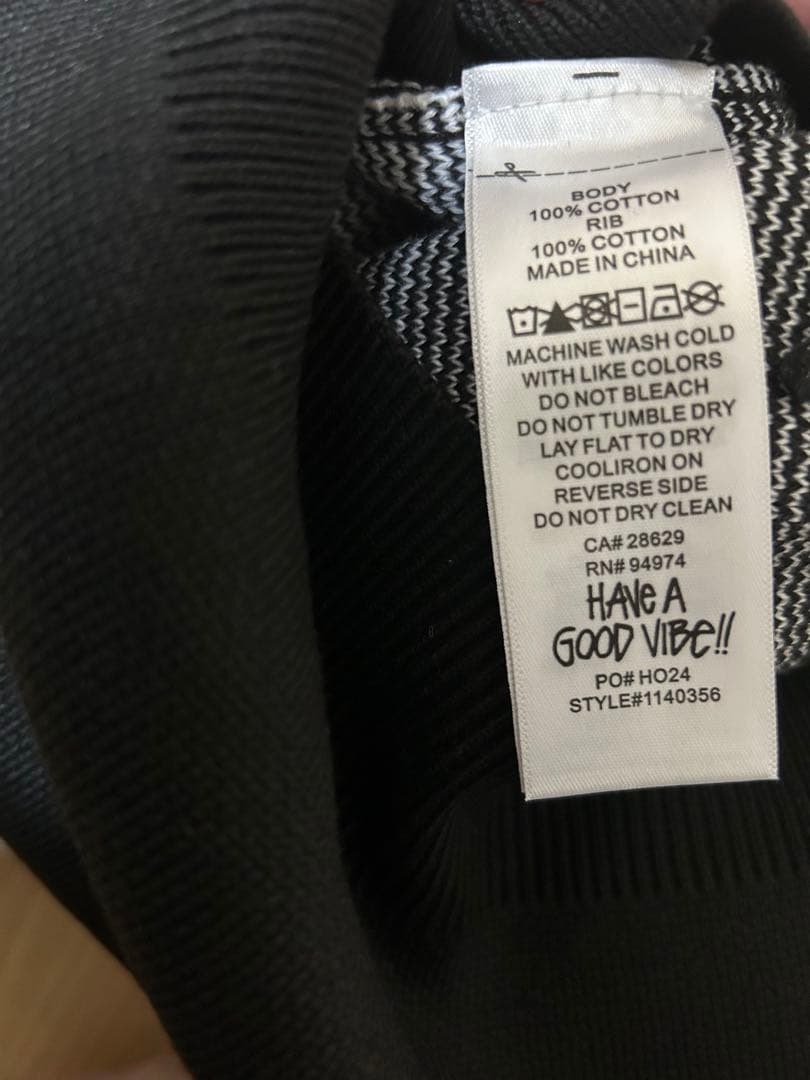 BODY
100% COTTON
RIB
100% COTTON
MADE IN CHINA
MACHINE WASH COLD
WITH LIKE COLORS
DO NOT BLEACH
DO NOT TUMBLE DRY
LAY FLAT TO DRY
COOLIRON ON
REVERSE SIDE
DO NOT DRY CLEAN
CA# 28629
RN# 94974
HAVe A
GOOD ViBe!!
PO# HO24
STYLE#1140356